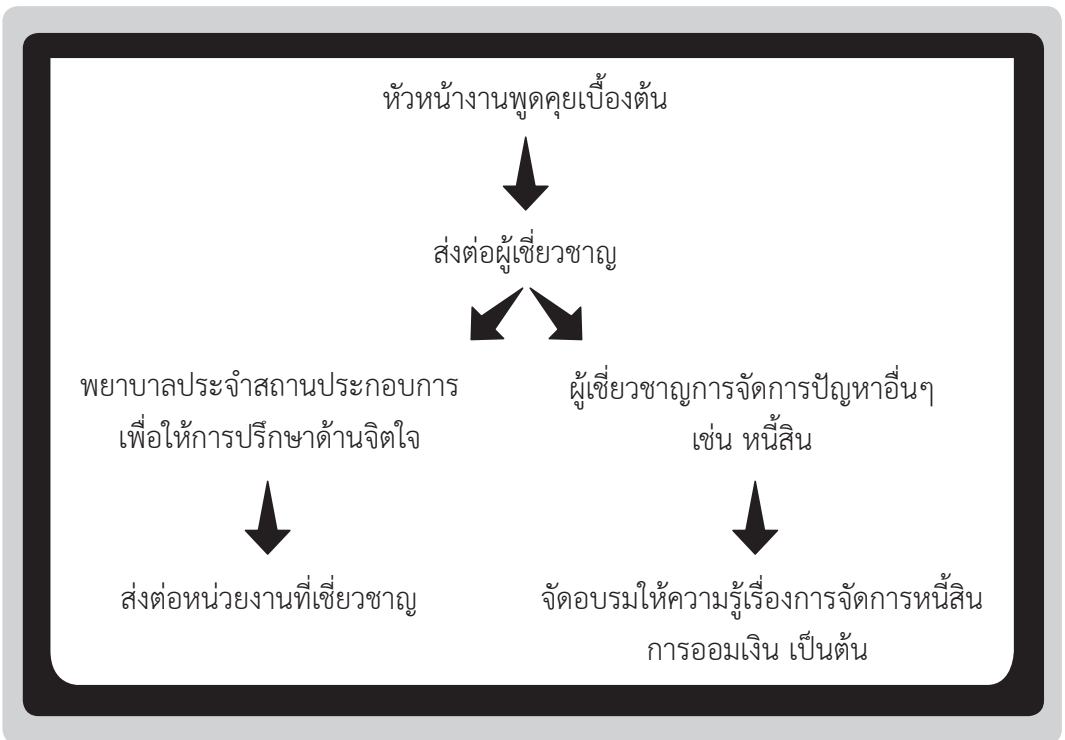 หัวหน้างานพูดคุยเบื้องต้น
ส่งต่อผู้เชี่ยวชาญ
พยาบาลประจำสถานประกอบการ
เพื่อให้การปรึกษาด้านจิตใจ
ผู้เชี่ยวชาญการจัดการปัญหาอื่นๆ
เช่น หนี้สิน
ส่งต่อหน่วยงานที่เชี่ยวชาญ
จัดอบรมให้ความรู้เรื่องการจัดการหนี้สิน
การออมเงิน เป็นต้น